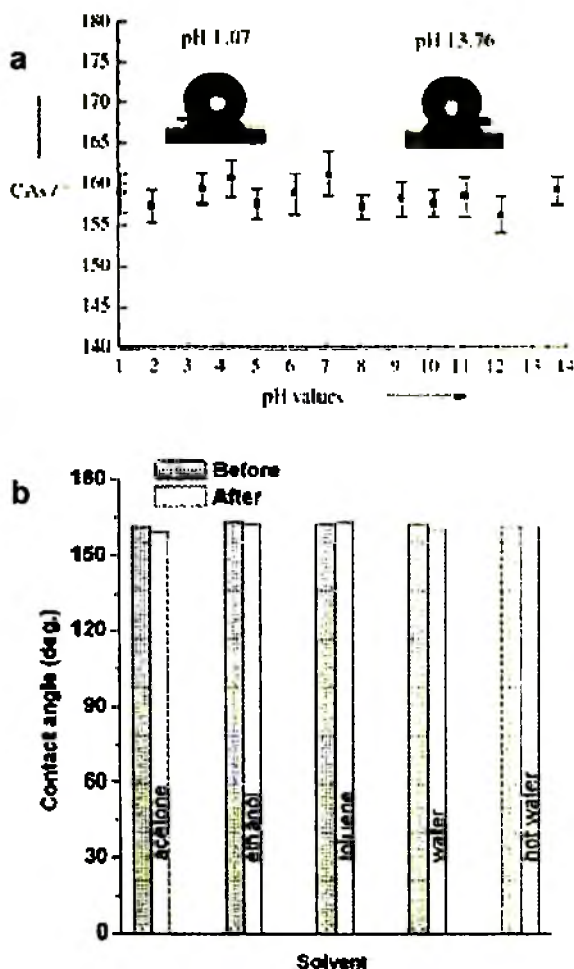 a
180
pH 1.07 pH 13.76
175
170
165
160
CAs /
155
150
145
140
1 2 3 4 5 6 7 8 9 10 11 12 13 14
pH values
b
Before
After
160
150
120
90
60
30
0
Contact angle (deg.)
acetone
ethanol
toluene
water
hot water
Solvent